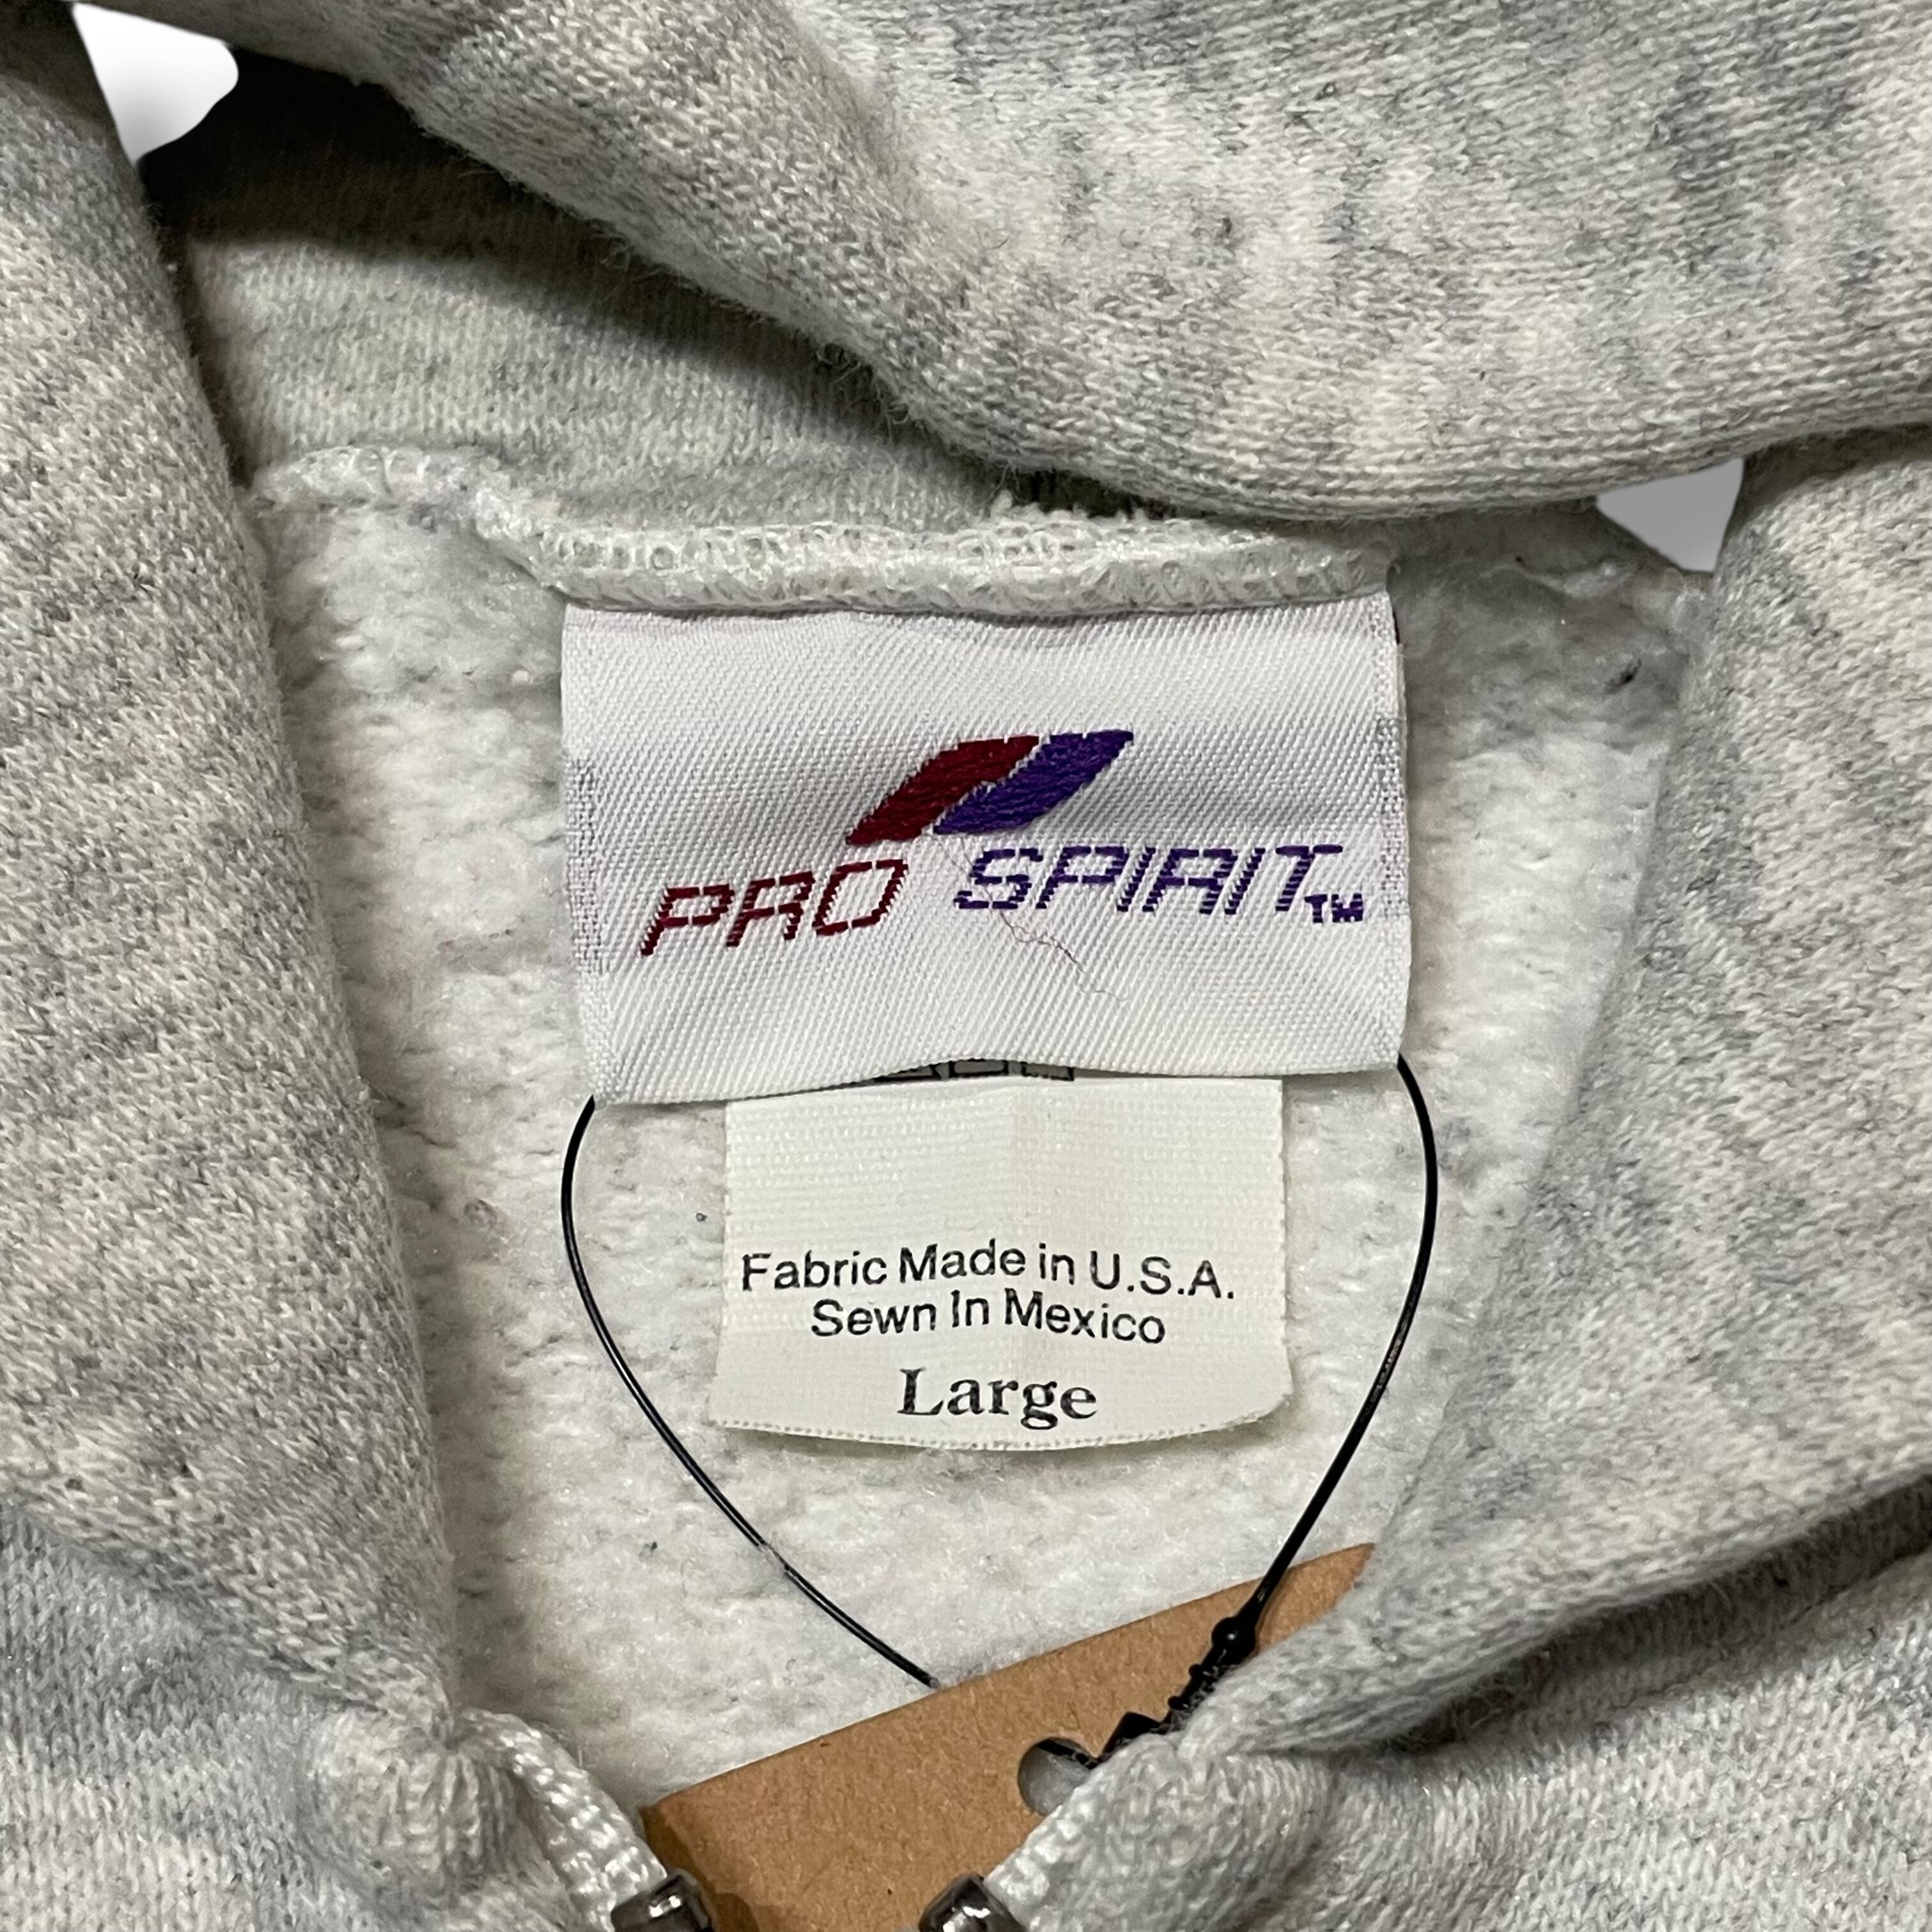 PRO SPIRIT™
Fabric Made in U.S.A.
Sewn In Mexico
Large